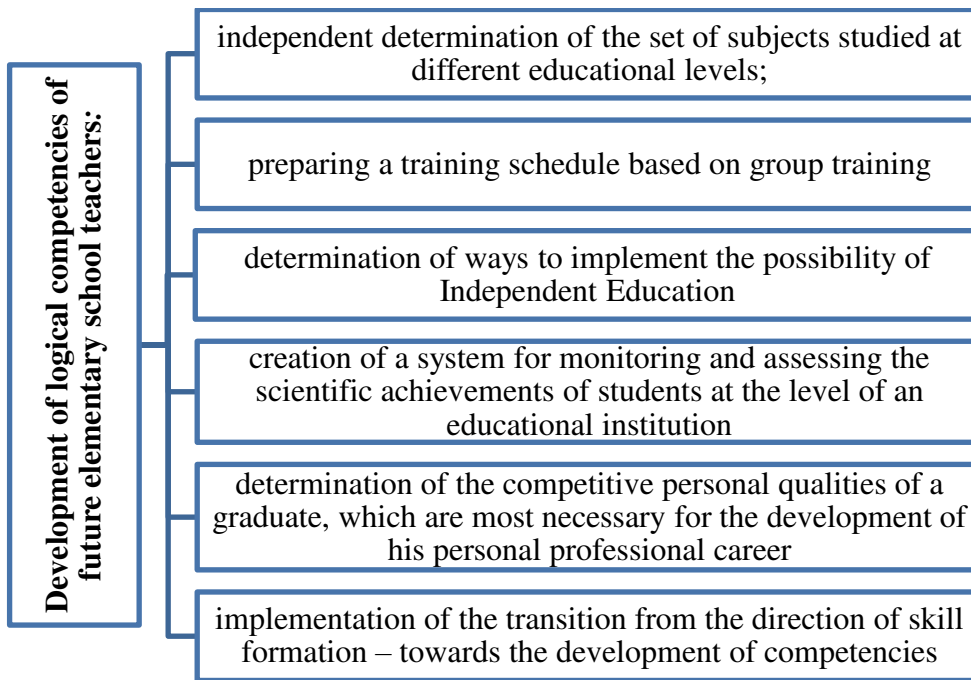 Development of logical competencies of
future elementary school teachers:
independent determination of the set of subjects studied at
different educational levels;
preparing a training schedule based on group training
determination of ways to implement the possibility of
Independent Education
creation of a system for monitoring and assessing the
scientific achievements of students at the level of an
educational institution
determination of the competitive personal qualities of a
graduate, which are most necessary for the development of
his personal professional career
implementation of the transition from the direction of skill
formation – towards the development of competencies